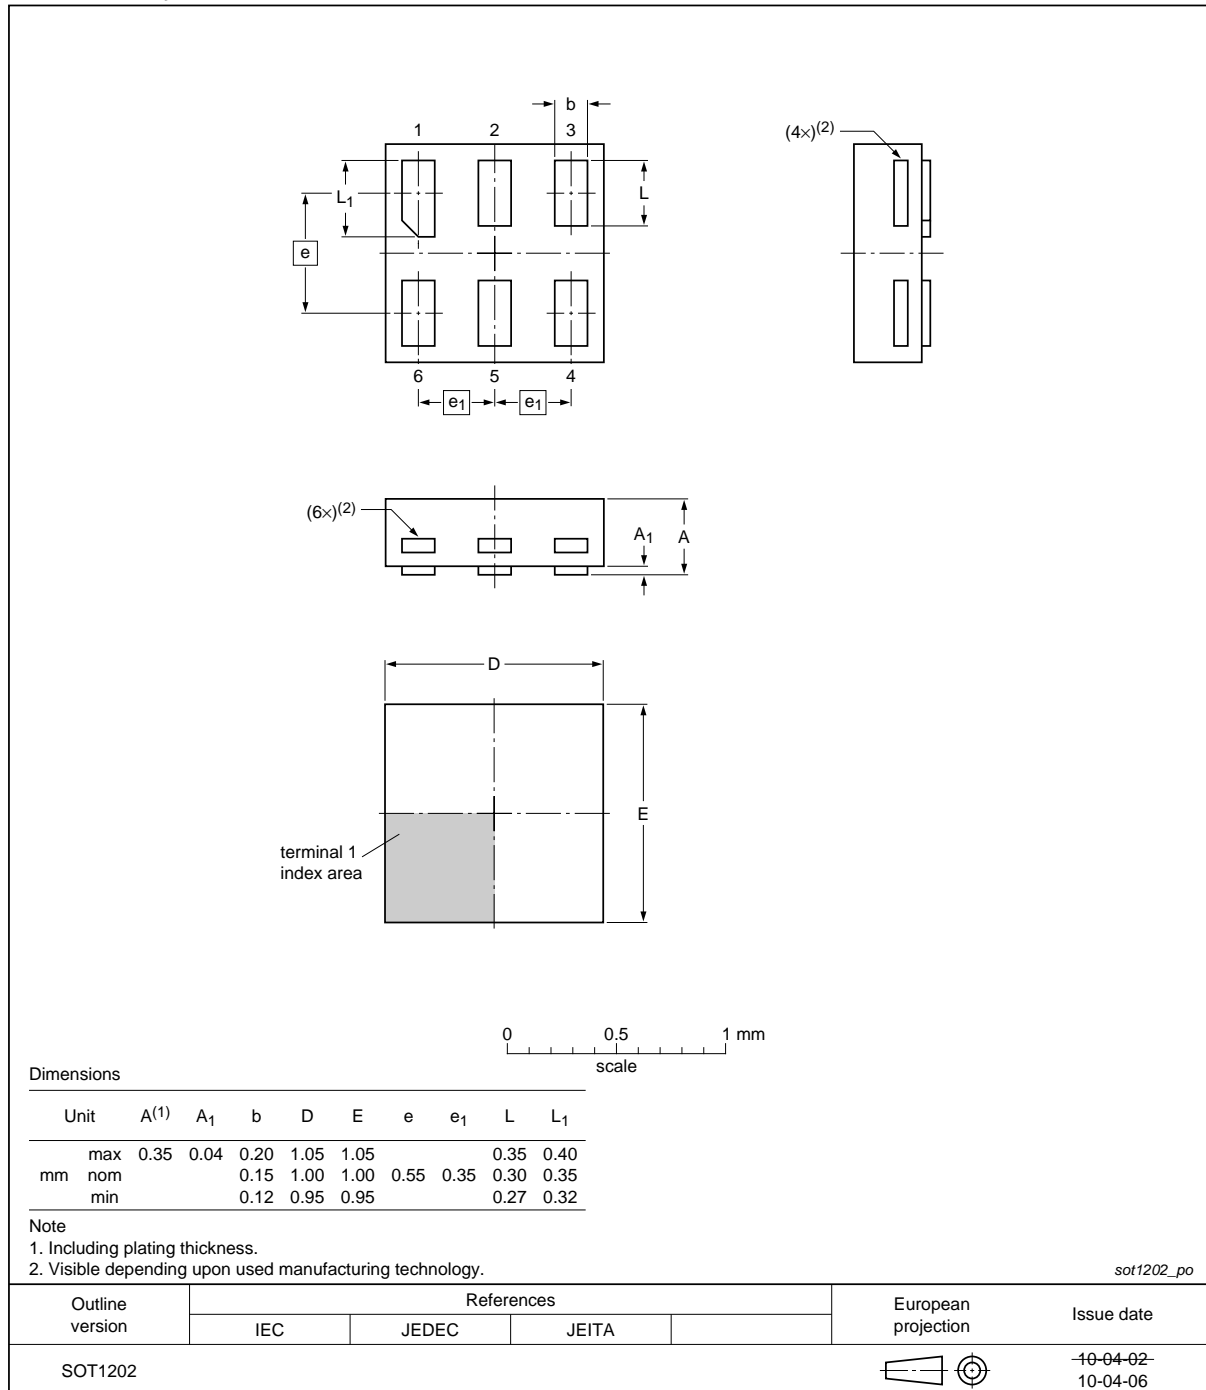 b
1 2 3
(4×)(2)
L1
L
e
6 5 4
e1 e1
(6×)(2)
A1 A
D
E
terminal 1
index area
0 0.5 1 mm
scale
Dimensions
Unit A(1) A1 b D E e e1 L L1
max 0.35 0.04 0.20 1.05 1.05 0.35 0.40
mm nom 0.15 1.00 1.00 0.55 0.35 0.30 0.35
min 0.12 0.95 0.95 0.27 0.32
Note
1. Including plating thickness.
2. Visible depending upon used manufacturing technology.
sot1202_po
Outline version References European projection Issue date
IEC JEDEC JEITA
SOT1202 10-04-02
10-04-06